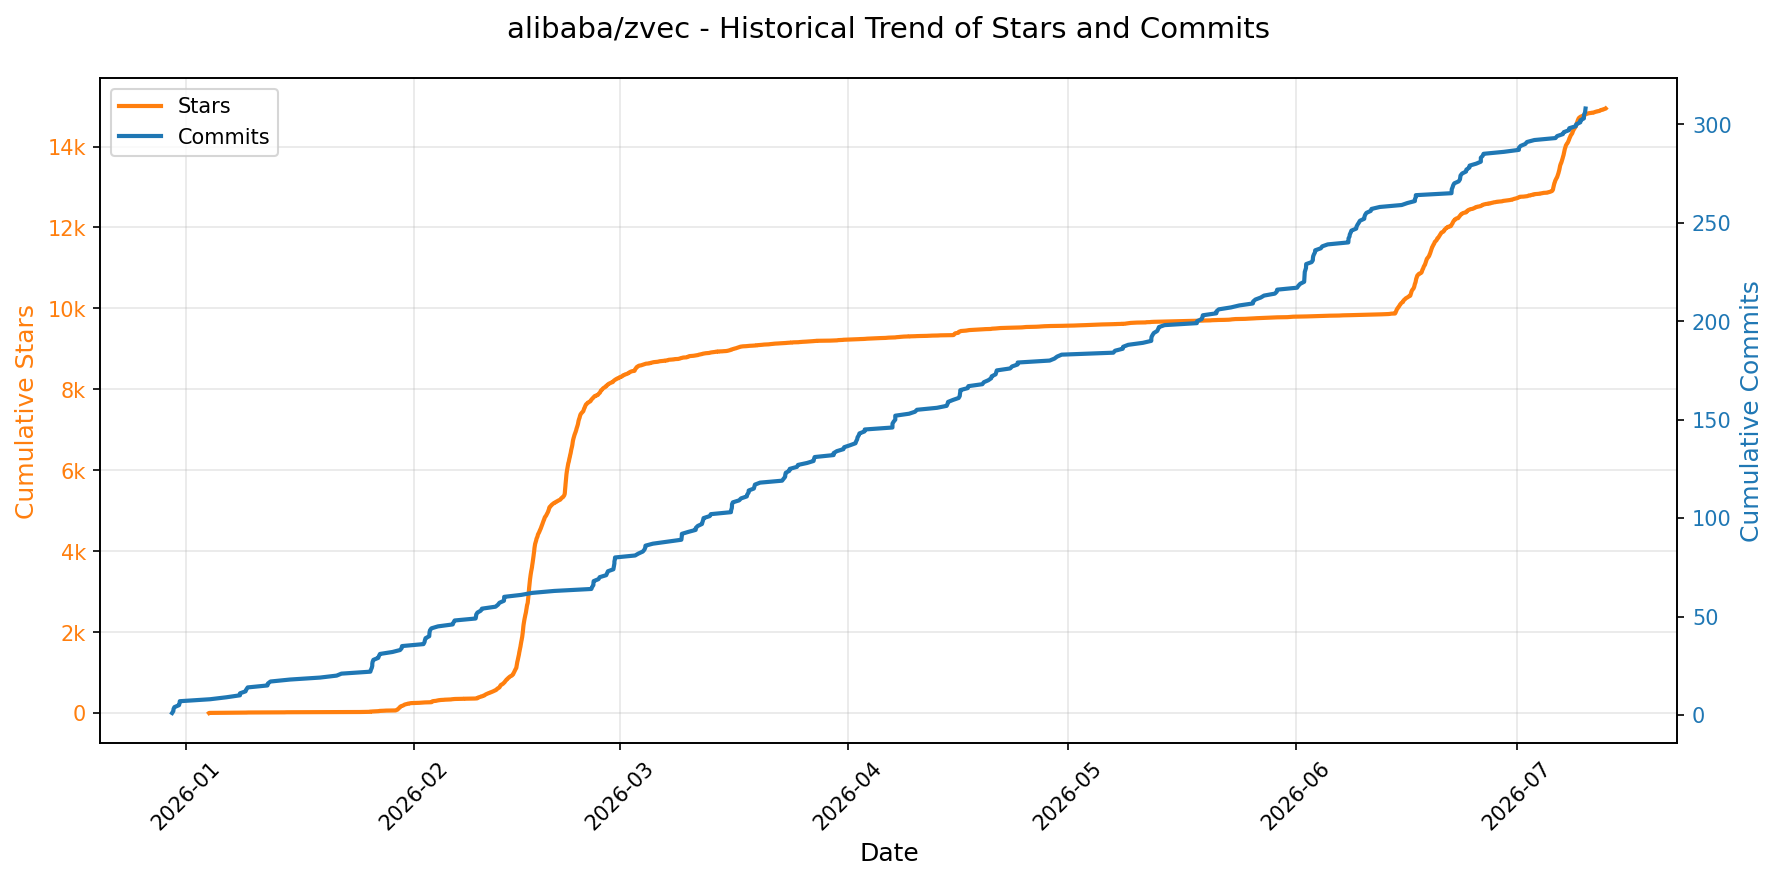 alibaba/zvec - Historical Trend of Stars and Commits
Stars
Commits
14k
12k
10k
8k
6k
4k
2k
0
Cumulative Stars
300
250
200
150
100
50
0
Cumulative Commits
2026-01
2026-02
2026-03
2026-04
2026-05
2026-06
2026-07
Date